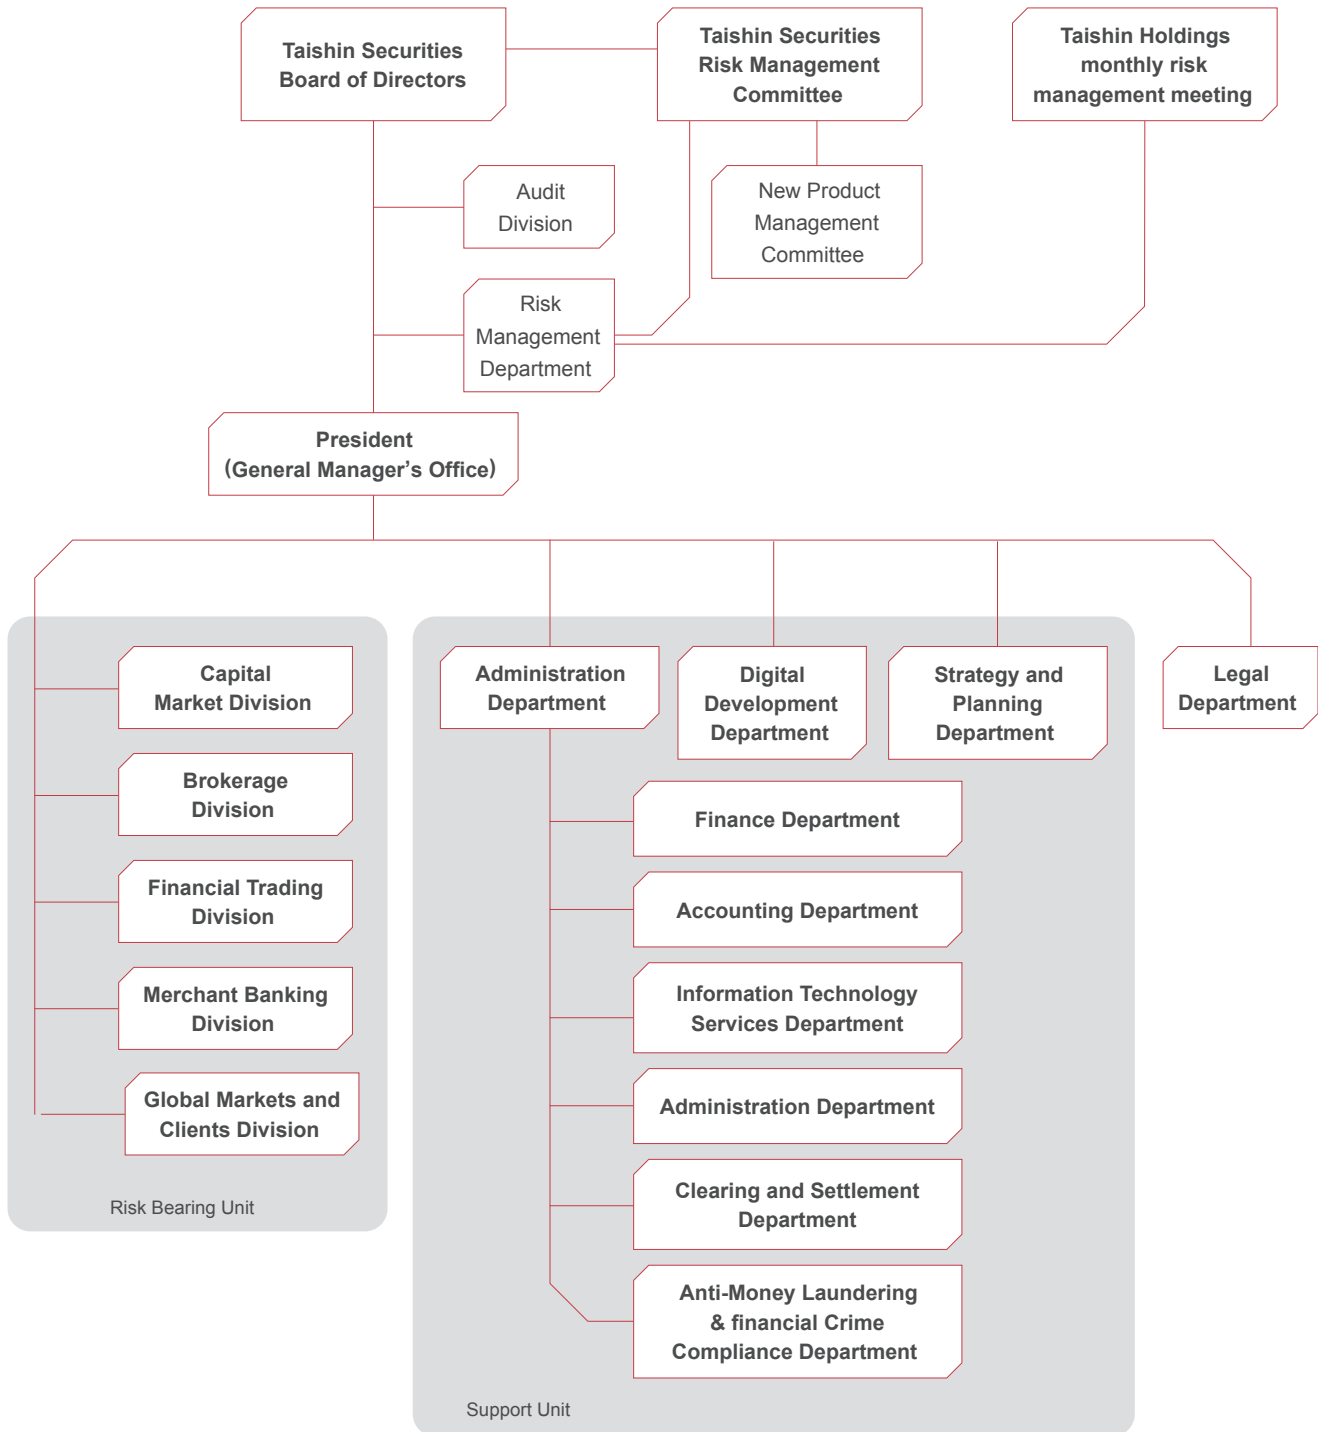 Taishin Securities
Board of Directors
Taishin Securities
Risk Management
Committee
Taishin Holdings
monthly risk
management meeting
Audit
Division
New Product
Management
Committee
Risk
Management
Department
President
(General Manager’s Office)
Capital
Market Division
Brokerage
Division
Financial Trading
Division
Merchant Banking
Division
Global Markets and
Clients Division
Risk Bearing Unit
Administration
Department
Digital
Development
Department
Strategy and
Planning
Department
Legal
Department
Finance Department
Accounting Department
Information Technology
Services Department
Administration Department
Clearing and Settlement
Department
Anti-Money Laundering
& financial Crime
Compliance Department
Support Unit